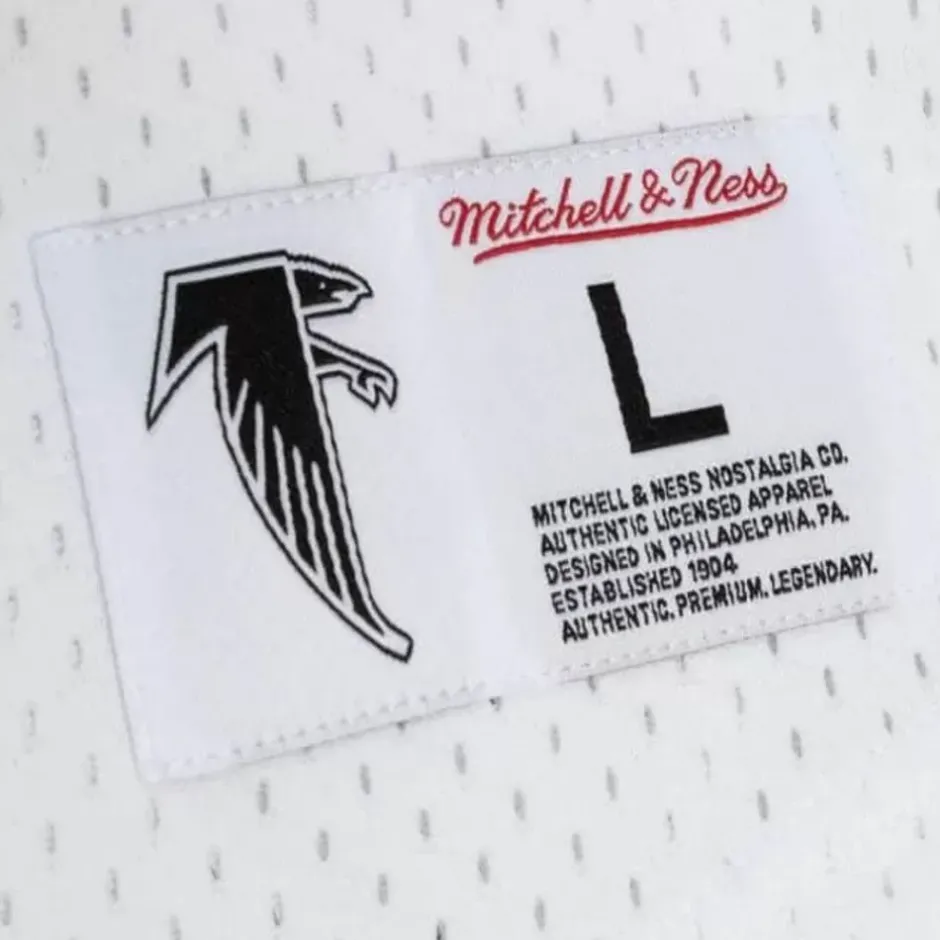 Mitchell & Ness
L
MITCHELL & NESS NOSTALGIA CO.
AUTHENTIC LICENSED APPAREL
DESIGNED IN PHILADELPHIA, PA.
ESTABLISHED 1904
AUTHENTIC. PREMIUM. LEGENDARY.